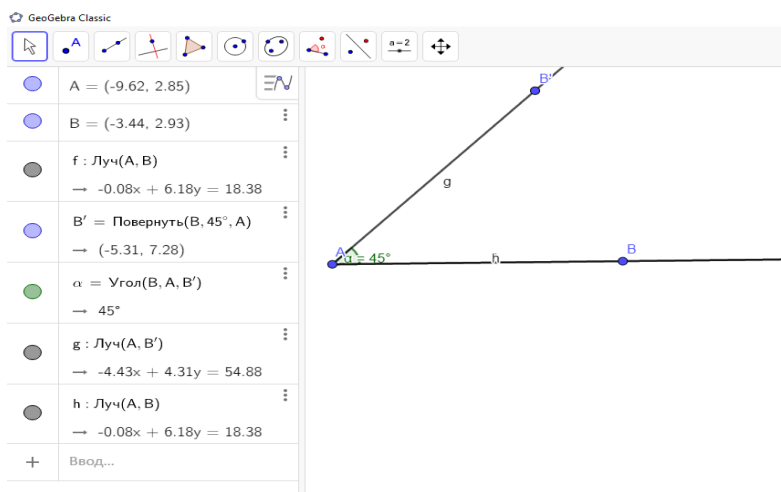 GeoGebra Classic
A
a=2
A = (-9.62, 2.85)
B = (-3.44, 2.93)
f : Луч(A, B)
→ -0.08x + 6.18y = 18.38
B′ = Повернуть(B, 45°, A)
→ (-5.31, 7.28)
α = Угол(B, A, B′)
→ 45°
g : Луч(A, B′)
→ -4.43x + 4.31y = 54.88
h : Луч(A, B)
→ -0.08x + 6.18y = 18.38
+ Ввод...
B′
g
A
α = 45°
h
B